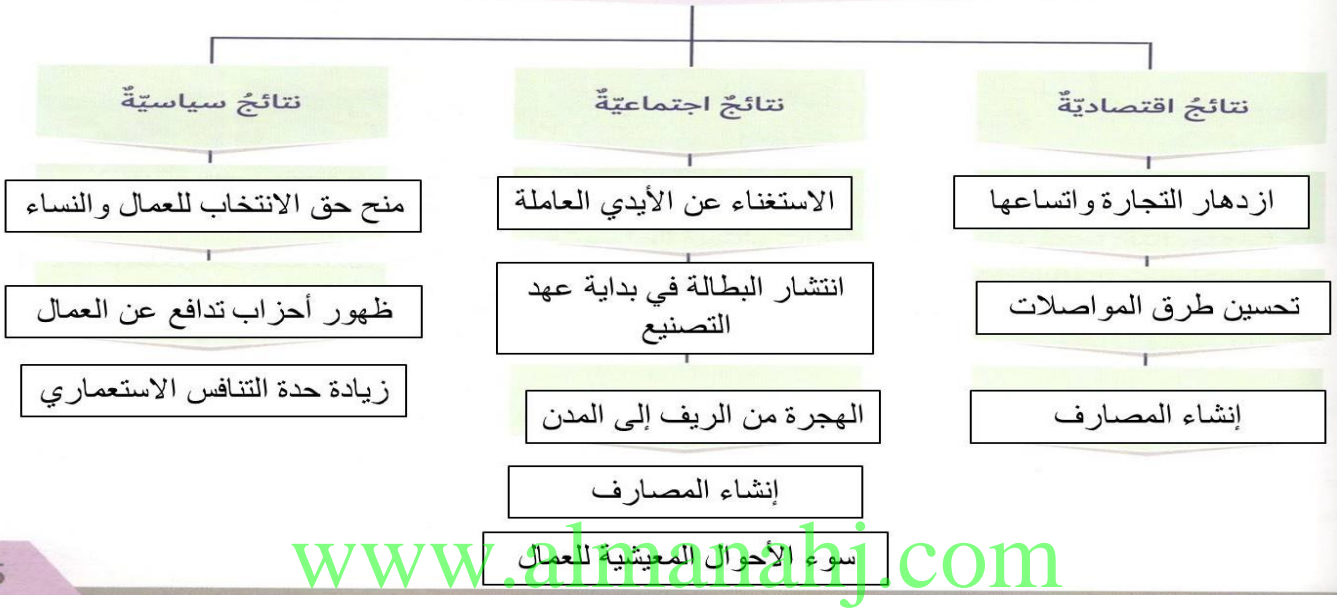 نتائجُ اقتصاديّةٌ
ازدهار التجارة واتساعها
تحسين طرق المواصلات
إنشاء المصارف
نتائجُ اجتماعيّةٌ
الاستغناء عن الأيدي العاملة
انتشار البطالة في بداية عهد
التصنيع
الهجرة من الريف إلى المدن
إنشاء المصارف
سوء الأحوال المعيشية للعمال
نتائجُ سياسيّةٌ
منح حق الانتخاب للعمال والنساء
ظهور أحزاب تدافع عن العمال
زيادة حدة التنافس الاستعماري
www.almanahj.com